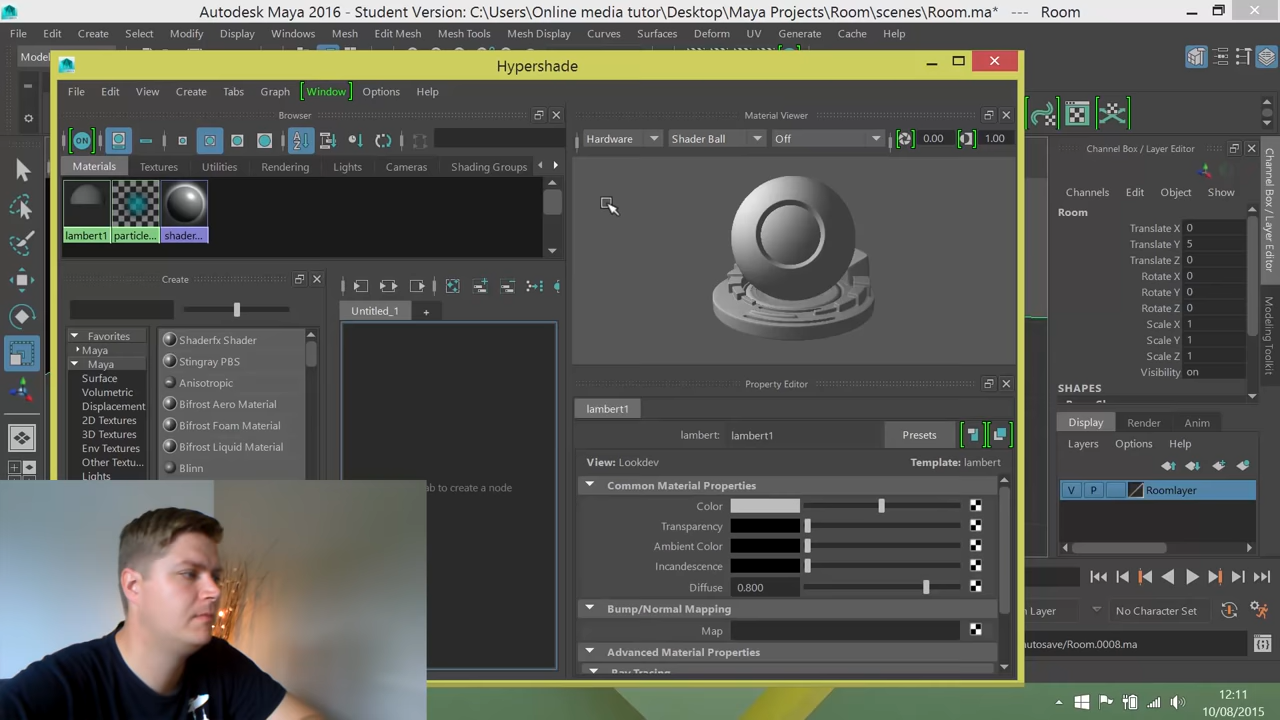 Autodesk Maya 2016 - Student Version: C:\Users\Online media tutor\Desktop\Maya Projects\Room\scenes\Room.ma* --- Room
File Edit Create Select Modify Display Windows Mesh Edit Mesh Mesh Tools Mesh Display Curves Surfaces Deform UV Generate Cache Help
Hypershade
File Edit View Create Tabs Graph Window Options Help
Browser
ON
Materials Textures Utilities Rendering Lights Cameras Shading Groups
lambert1 particle... shader...
Create
Untitled_1 +
Favorites
Maya
Maya
Surface
Volumetric
Displacement
2D Textures
3D Textures
Env Textures
Other Textu...
Lights
Shaderfx Shader
Stingray PBS
Anisotropic
Bifrost Aero Material
Bifrost Foam Material
Bifrost Liquid Material
Blinn
to create a node
Material Viewer
Hardware Shader Ball Off 0.00 1.00
Property Editor
lambert1
lambert: lambert1 Presets
View: Lookdev Template: lambert
Common Material Properties
Color
Transparency
Ambient Color
Incandescence
Diffuse 0.800
Bump/Normal Mapping
Map
Advanced Material Properties
Channel Box / Layer Editor
Channels Edit Object Show
Room
Translate X 0
Translate Y 5
Translate Z 0
Rotate X 0
Rotate Y 0
Rotate Z 0
Scale X 1
Scale Y 1
Scale Z 1
Visibility on
SHAPES
Channel Box / Layer Editor
Modeling Toolkit
Display Render Anim
Layers Options Help
V P Roomlayer
Layer No Character Set
autosave/Room.0008.ma
12:11
10/08/2015